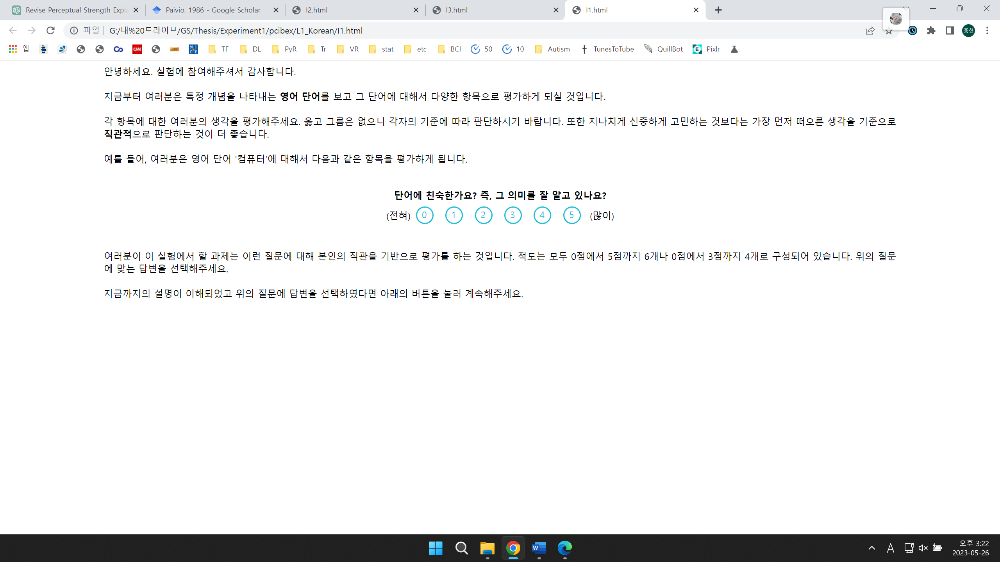 Revise Perceptual Strength Expla
Paivio, 1986 - Google Scholar
I2.html
I3.html
I1.html
파일
G:/내%20드라이브/GS/Thesis/Experiment1/pcibex/L1_Korean/I1.html
종현
앱
CNN
NICE
TF
DL
PyR
Tr
VR
stat
etc
BCI
50
10
Autism
TunesToTube
QuillBot
E
Pixlr
안녕하세요. 실험에 참여해주셔서 감사합니다.
지금부터 여러분은 특정 개념을 나타내는 영어 단어를 보고 그 단어에 대해서 다양한 항목으로 평가하게 되실 것입니다.
각 항목에 대한 여러분의 생각을 평가해주세요. 옳고 그름은 없으니 각자의 기준에 따라 판단하시기 바랍니다. 또한 지나치게 신중하게 고민하는 것보다는 가장 먼저 떠오른 생각을 기준으로
직관적으로 판단하는 것이 더 좋습니다.
예를 들어, 여러분은 영어 단어 '컴퓨터'에 대해서 다음과 같은 항목을 평가하게 됩니다.
단어에 친숙한가요? 즉, 그 의미를 잘 알고 있나요?
(전혀) 0 1 2 3 4 5 (많이)
여러분이 이 실험에서 할 과제는 이런 질문에 대해 본인의 직관을 기반으로 평가를 하는 것입니다. 척도는 모두 0점에서 5점까지 6개나 0점에서 3점까지 4개로 구성되어 있습니다. 위의 질문
에 맞는 답변을 선택해주세요.
지금까지의 설명이 이해되었고 위의 질문에 답변을 선택하였다면 아래의 버튼을 눌러 계속해주세요.
W
A
오후 3:22
2023-05-26